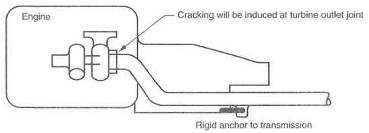 Engine
Cracking will be induced at turbine outlet joint
Rigid anchor to transmission